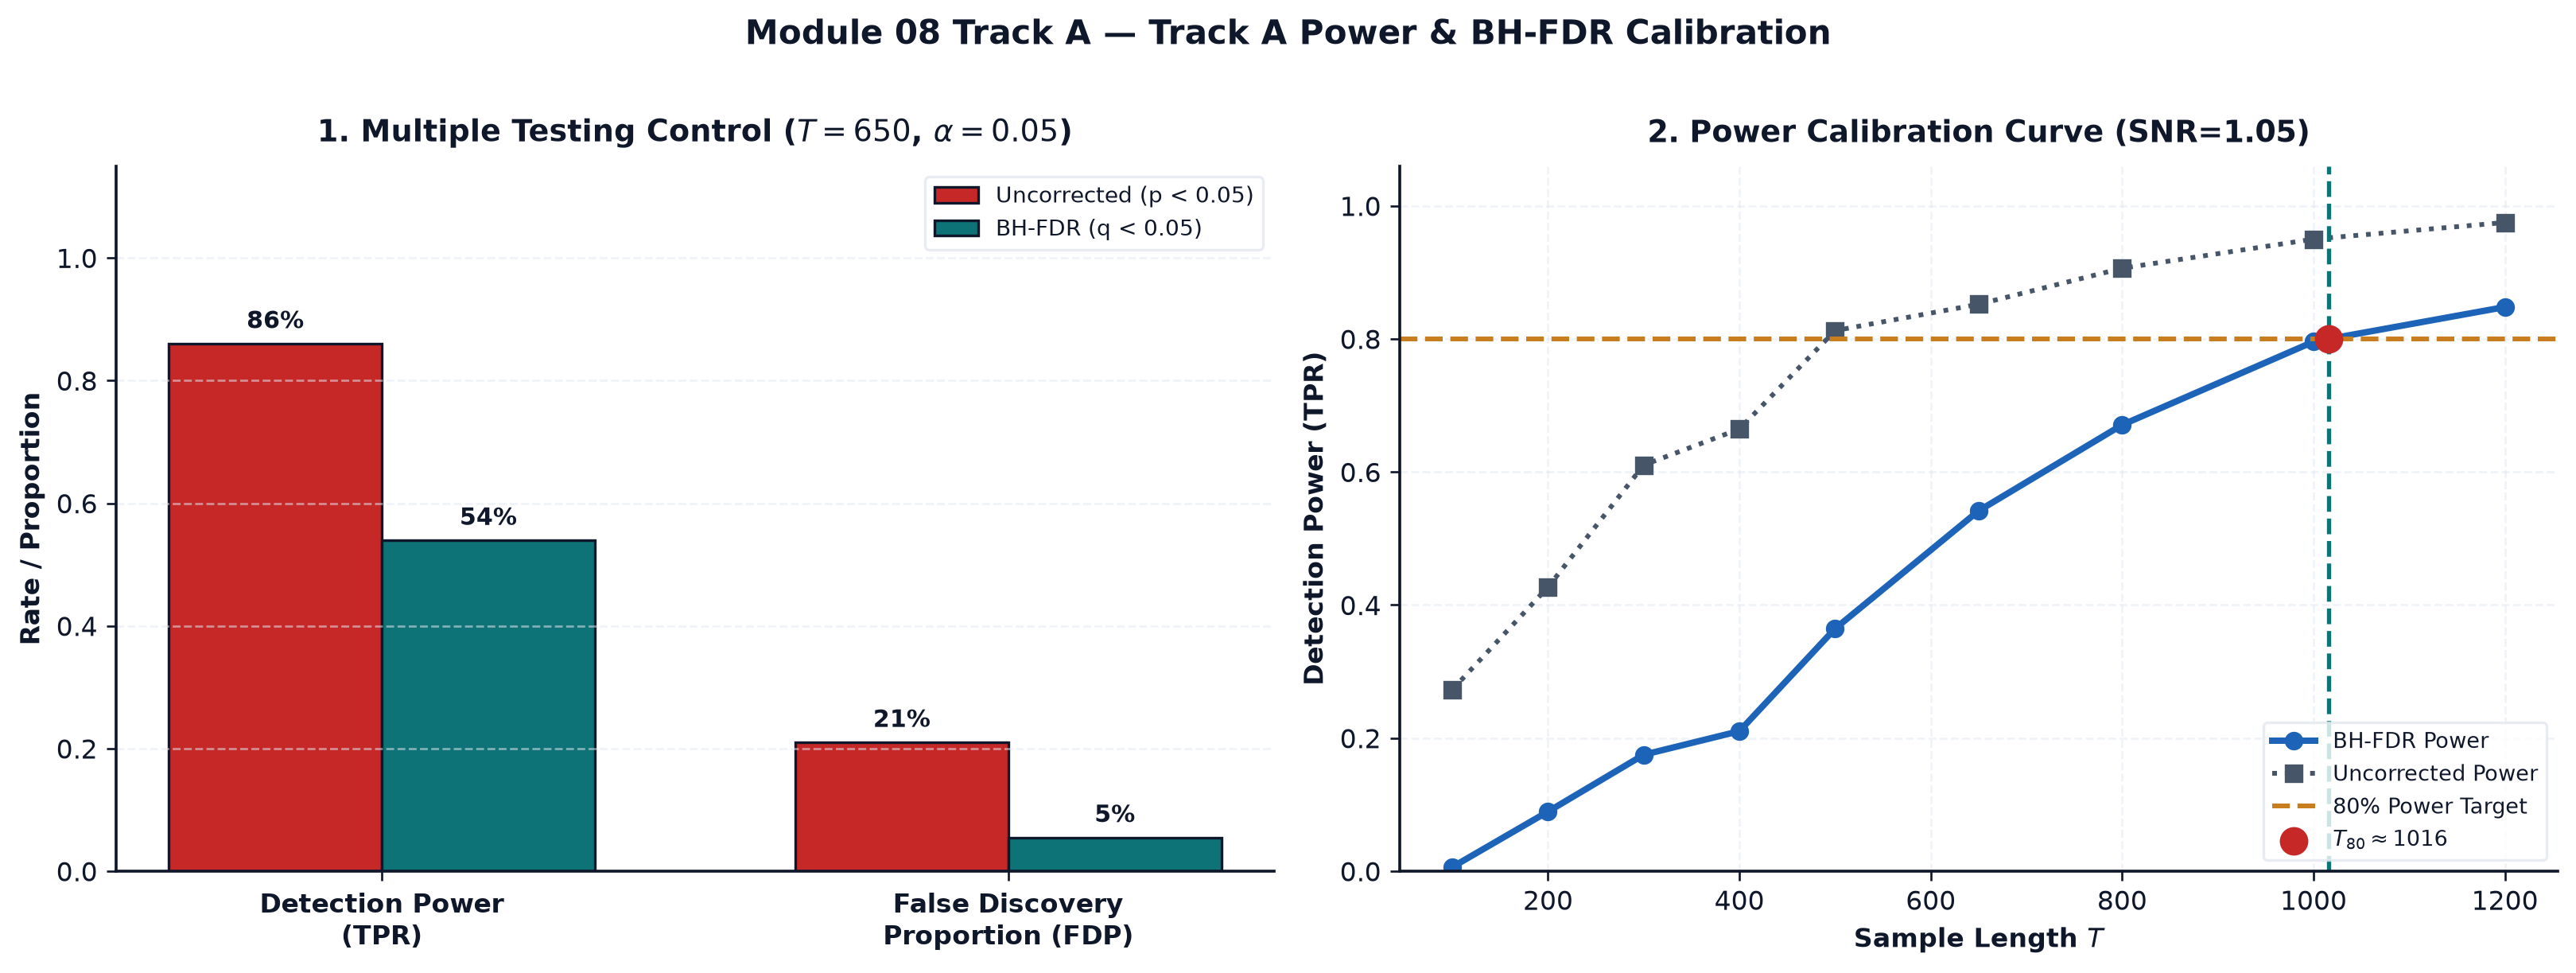 Module 08 Track A — Track A Power & BH-FDR Calibration
1. Multiple Testing Control (T = 650, α = 0.05)
Rate / Proportion
1.0
0.8
0.6
0.4
0.2
0.0
Uncorrected (p < 0.05)
BH-FDR (q < 0.05)
86%
54%
21%
5%
Detection Power
(TPR)
False Discovery
Proportion (FDP)
2. Power Calibration Curve (SNR=1.05)
Detection Power (TPR)
1.0
0.8
0.6
0.4
0.2
0.0
BH-FDR Power
Uncorrected Power
80% Power Target
T₈₀ ≈ 1016
200
400
600
800
1000
1200
Sample Length T